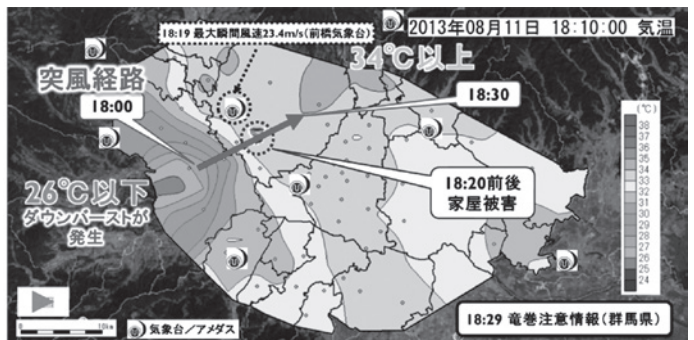 2013年08月11日 18:10:00 気温
18:19 最大瞬間風速23.4m/s(前橋気象台)
34℃以上
突風経路
18:00
18:30
(℃)
38
37
36
35
34
33
32
31
30
29
28
27
26
25
24
26℃以下
ダウンバーストが
発生
18:20前後
家屋被害
0 10km
気象台/アメダス
18:29 竜巻注意情報(群馬県)